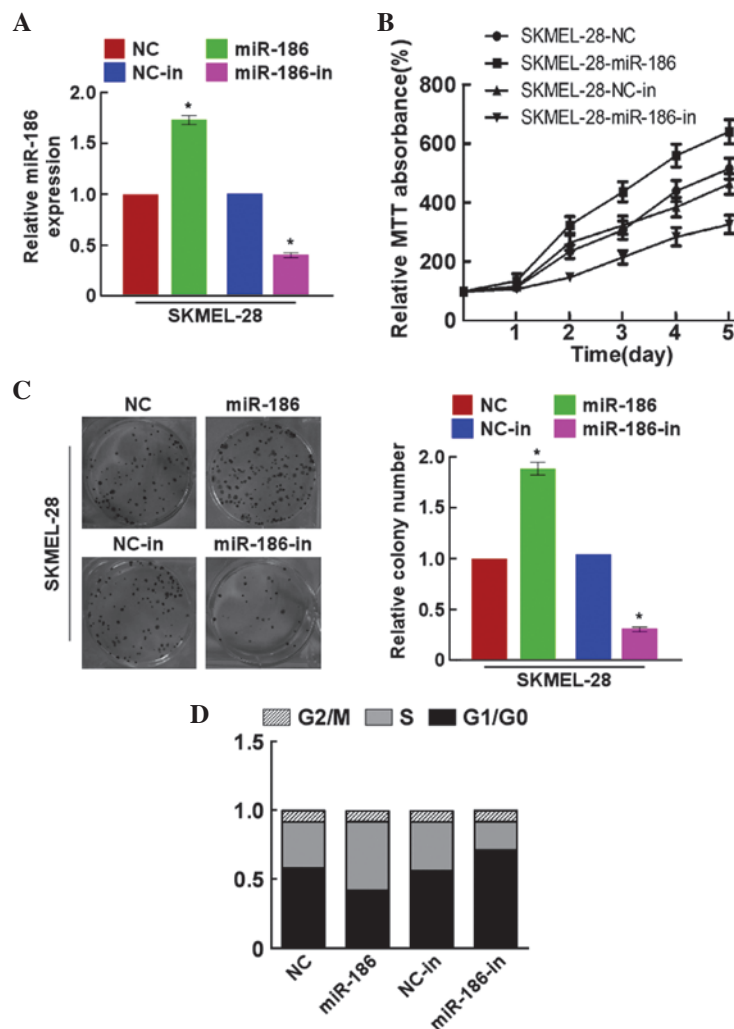 A
NC miR-186
NC-in miR-186-in
Relative miR-186
expression
2.0
1.5
1.0
0.5
0
*
*
SKMEL-28
B
SKMEL-28-NC
SKMEL-28-miR-186
SKMEL-28-NC-in
SKMEL-28-miR-186-in
Relative MTT absorbance(%)
800
600
400
200
0
1 2 3 4 5
Time(day)
C
NC miR-186
NC-in miR-186-in
SKMEL-28
NC miR-186
NC-in miR-186-in
Relative colony number
2.0
1.5
1.0
0.5
0
*
*
SKMEL-28
D
G2/M S G1/G0
1.5
1.0
0.5
0
NC miR-186 NC-in miR-186-in